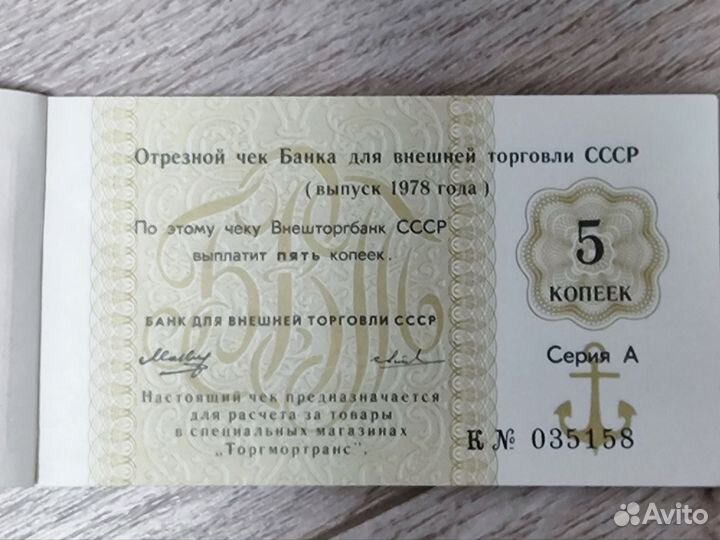 Отрезной чек Банка для внешней торговли СССР
( выпуск 1978 года )
По этому чеку Внешторгбанк СССР
выплатит пять копеек.
5
КОПЕЕК
БАНК ДЛЯ ВНЕШНЕЙ ТОРГОВЛИ СССР
Серия А
Настоящий чек предназначается
для расчета за товары
в специальных магазинах
„Торгмортранс".
К № 035158
Avito